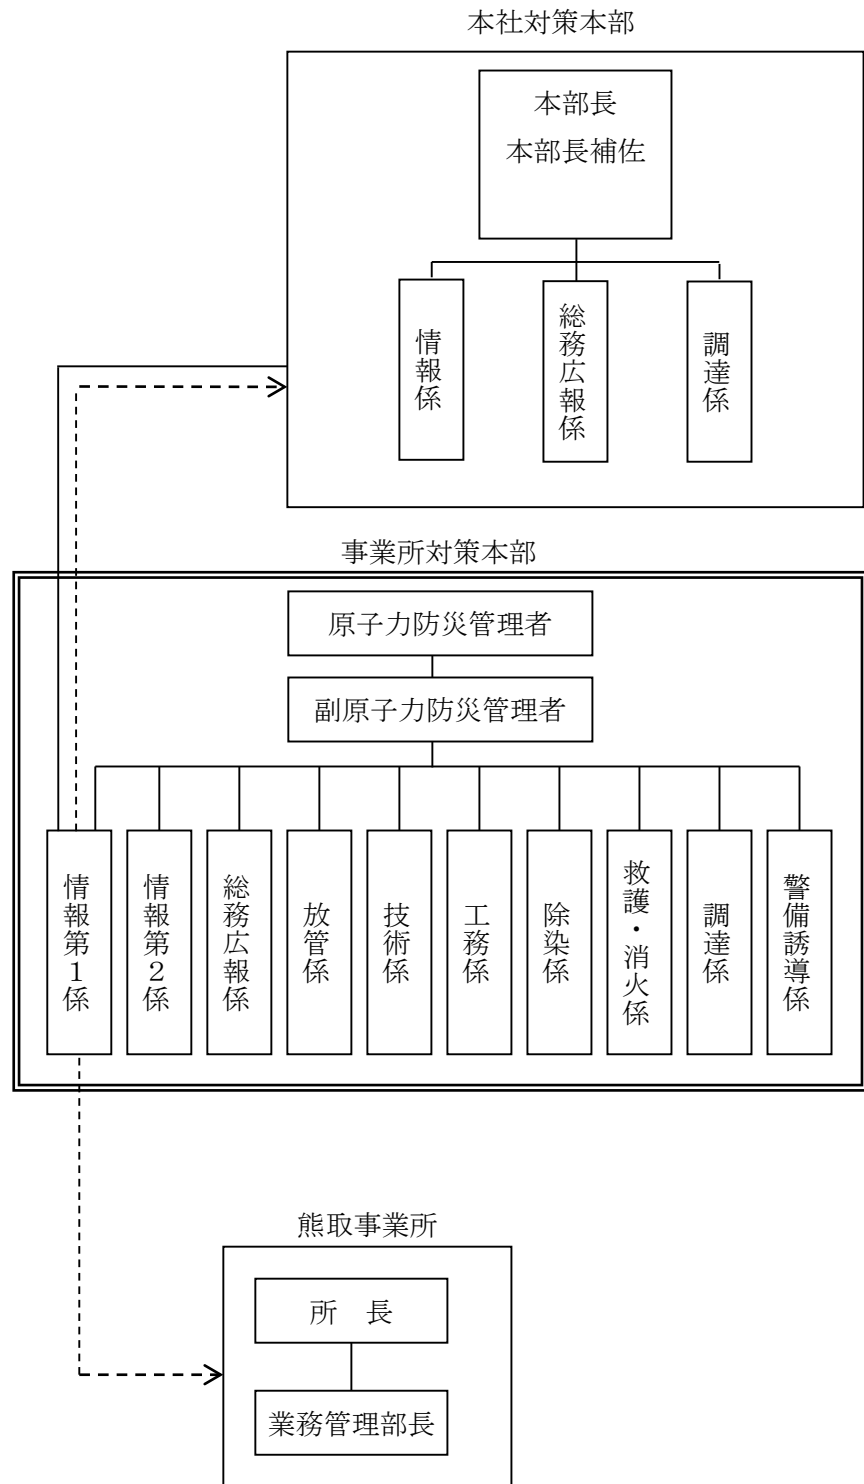 本社対策本部
本部長
本部長補佐
情報係
総務広報係
調達係
事業所対策本部
原子力防災管理者
副原子力防災管理者
情報第1係
情報第2係
総務広報係
放管係
技術係
工務係
除染係
救護・消火係
調達係
警備誘導係
熊取事業所
所　長
業務管理部長